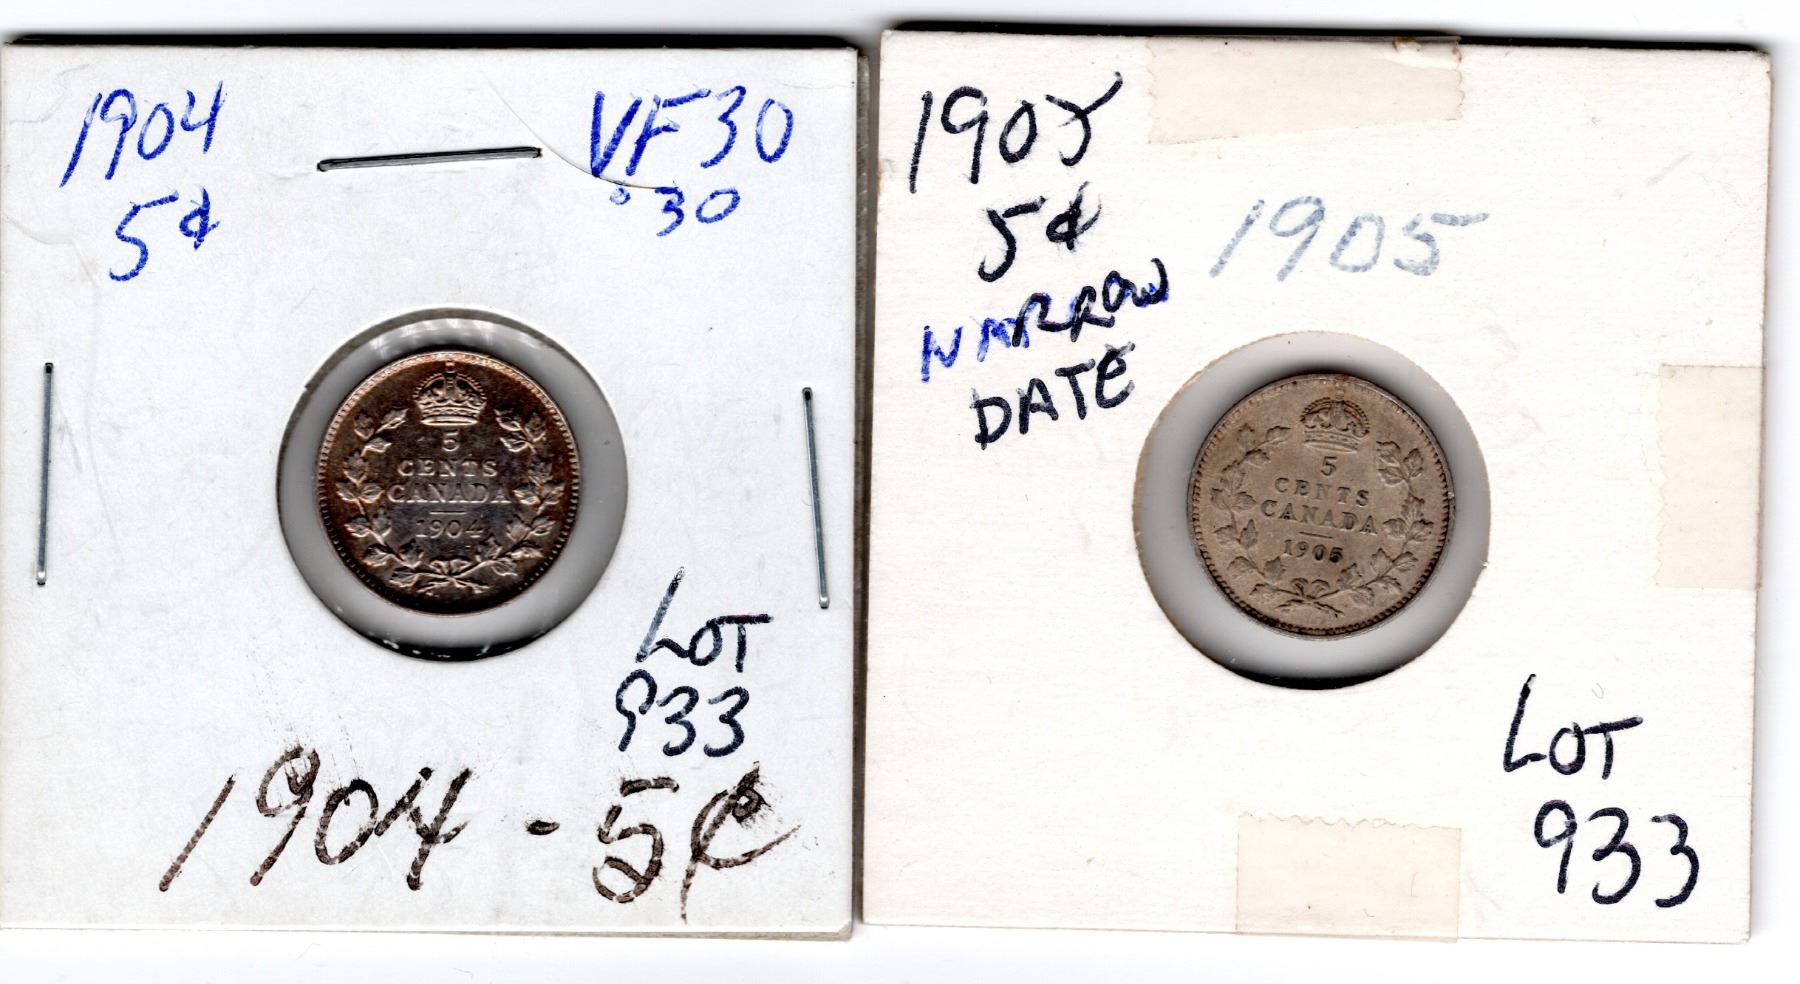 1904
5¢
VF30
°30
5
CENTS
CANADA
1904
LOT
933
1904 - 5¢
1905
5¢
NARROW
DATE
1905
5
CENTS
CANADA
1905
LOT
933